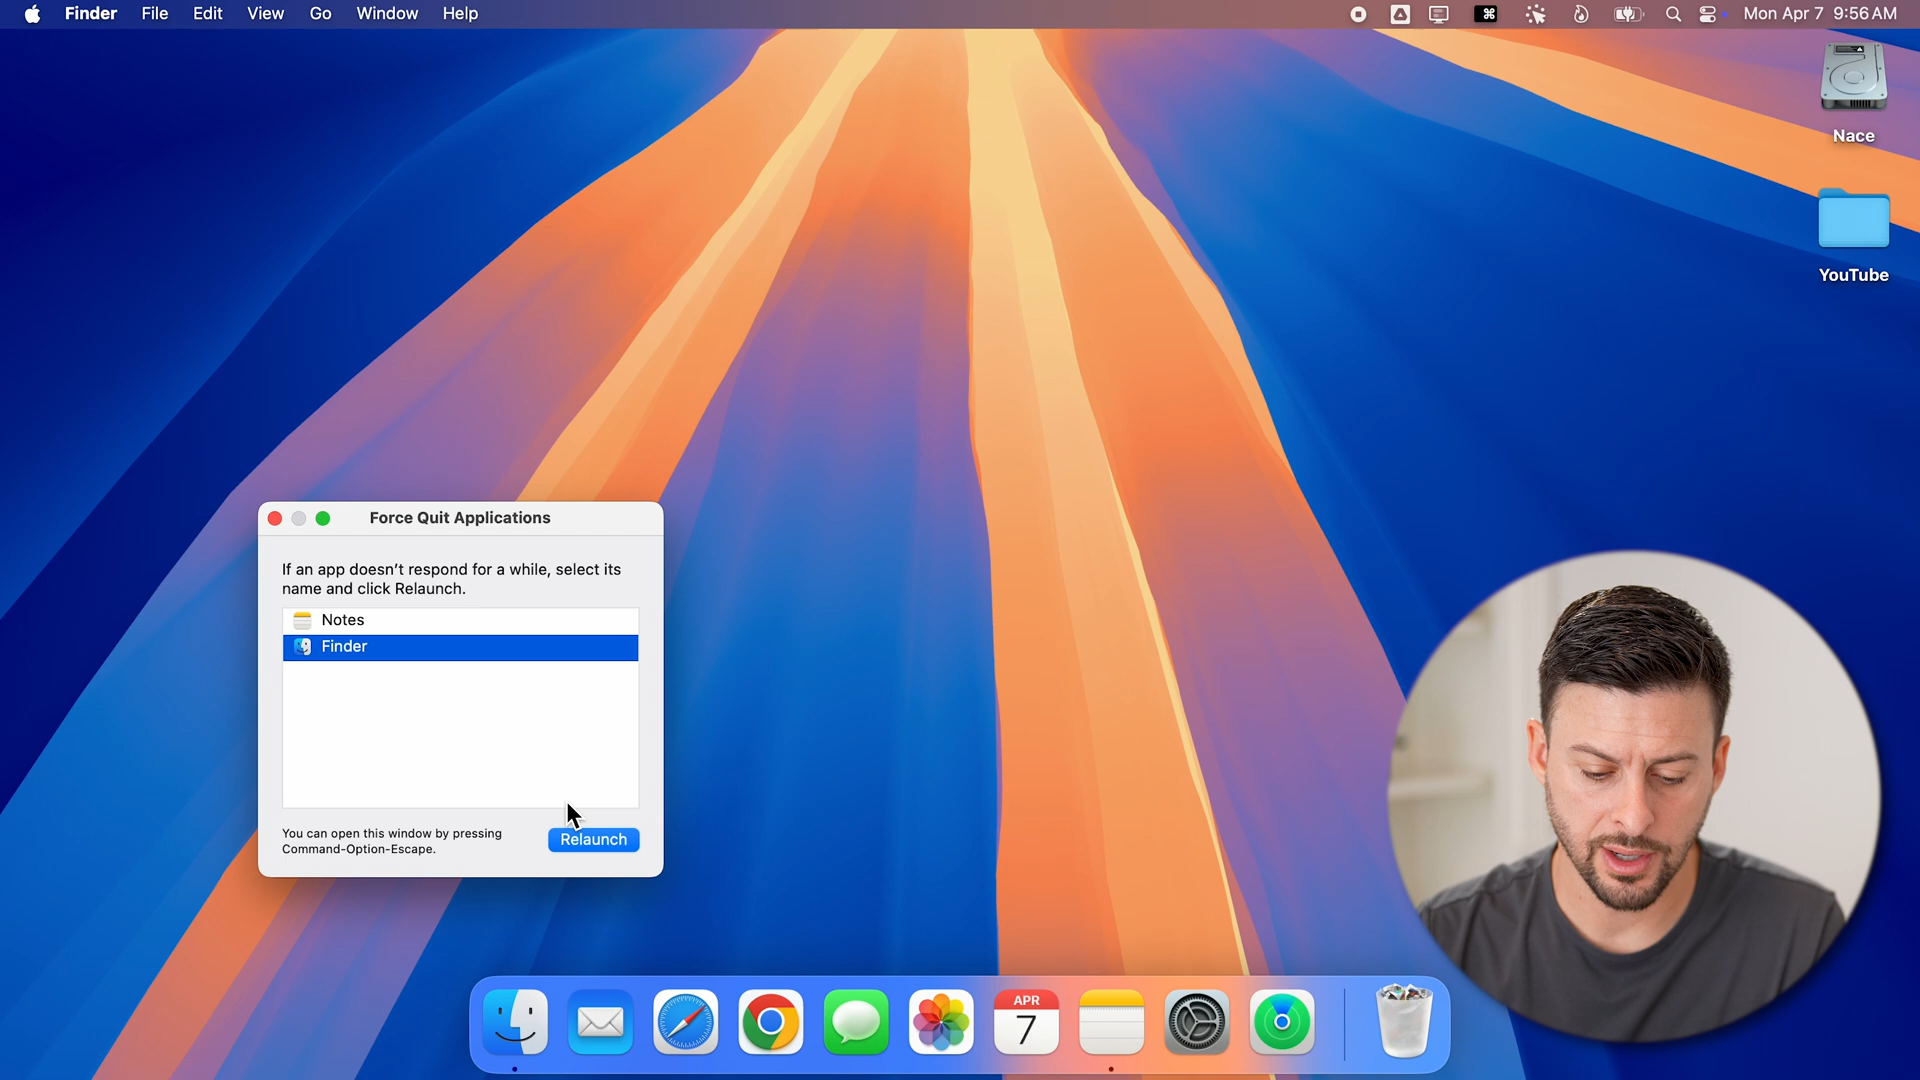 Finder File Edit View Go Window Help
Mon Apr 7 9:56 AM
Nace
YouTube
Force Quit Applications
If an app doesn't respond for a while, select its
name and click Relaunch.
Notes
Finder
You can open this window by pressing
Command-Option-Escape.
Relaunch
APR
7